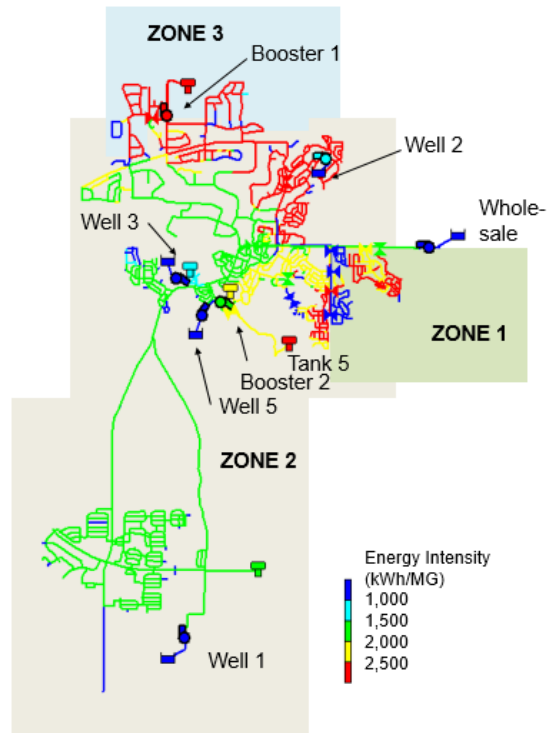 ZONE 3
Booster 1
Well 2
Whole-
sale
Well 3
ZONE 1
Tank 5
Booster 2
Well 5
ZONE 2
Energy Intensity
(kWh/MG)
1,000
1,500
2,000
2,500
Well 1